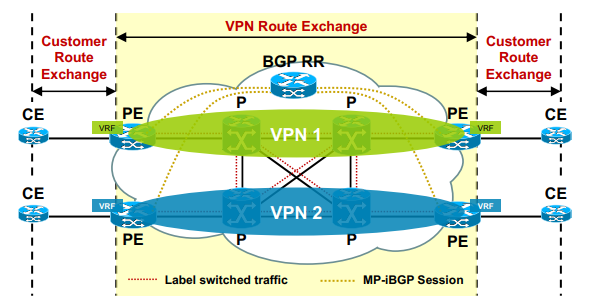 VPN Route Exchange
Customer
Route
Exchange
Customer
Route
Exchange
BGP RR
CE
PE
P
P
PE
CE
VRF
VPN 1
VRF
CE
CE
VRF
VPN 2
VRF
PE
P
P
PE
Label switched traffic
MP-iBGP Session